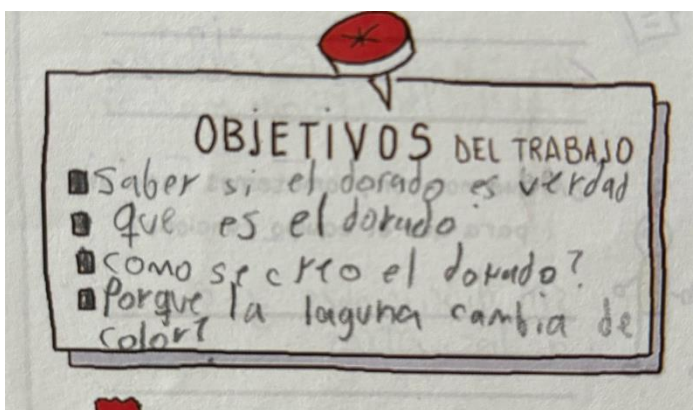 OBJETIVOS DEL TRABAJO
Saber si el dorado es verdad
que es el dorado
como se creo el dorado?
Porque la laguna cambia de
color?